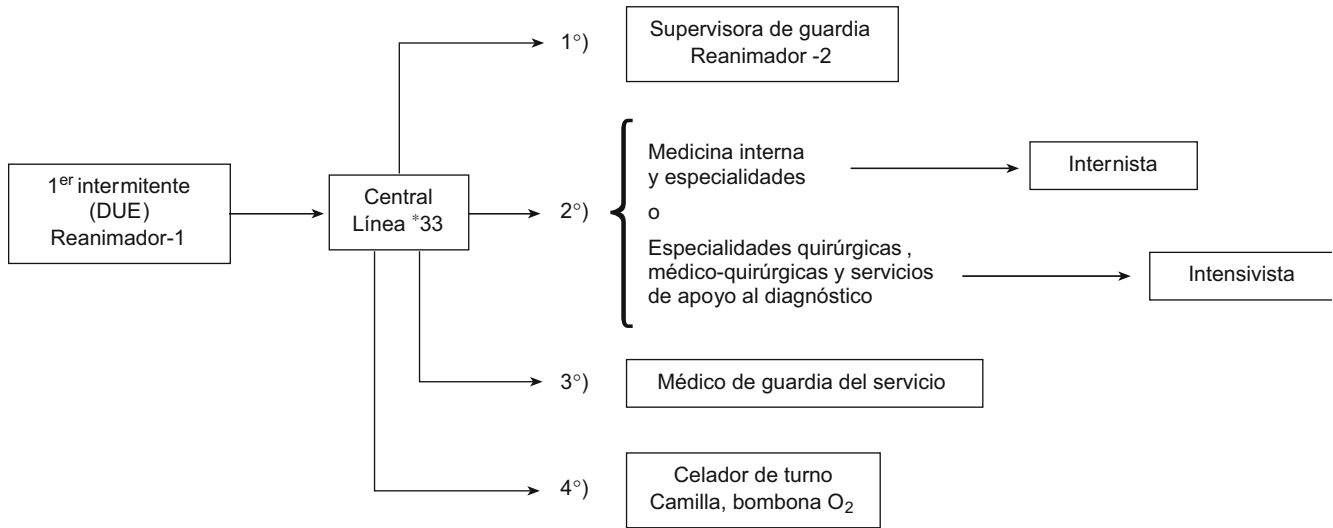 1er intermitente
(DUE)
Reanimador-1
Central
Línea *33
1°)
Supervisora de guardia
Reanimador -2
2°)
Medicina interna
y especialidades
Internista
o
Especialidades quirúrgicas ,
médico-quirúrgicas y servicios
de apoyo al diagnóstico
Intensivista
3°)
Médico de guardia del servicio
4°)
Celador de turno
Camilla, bombona O2